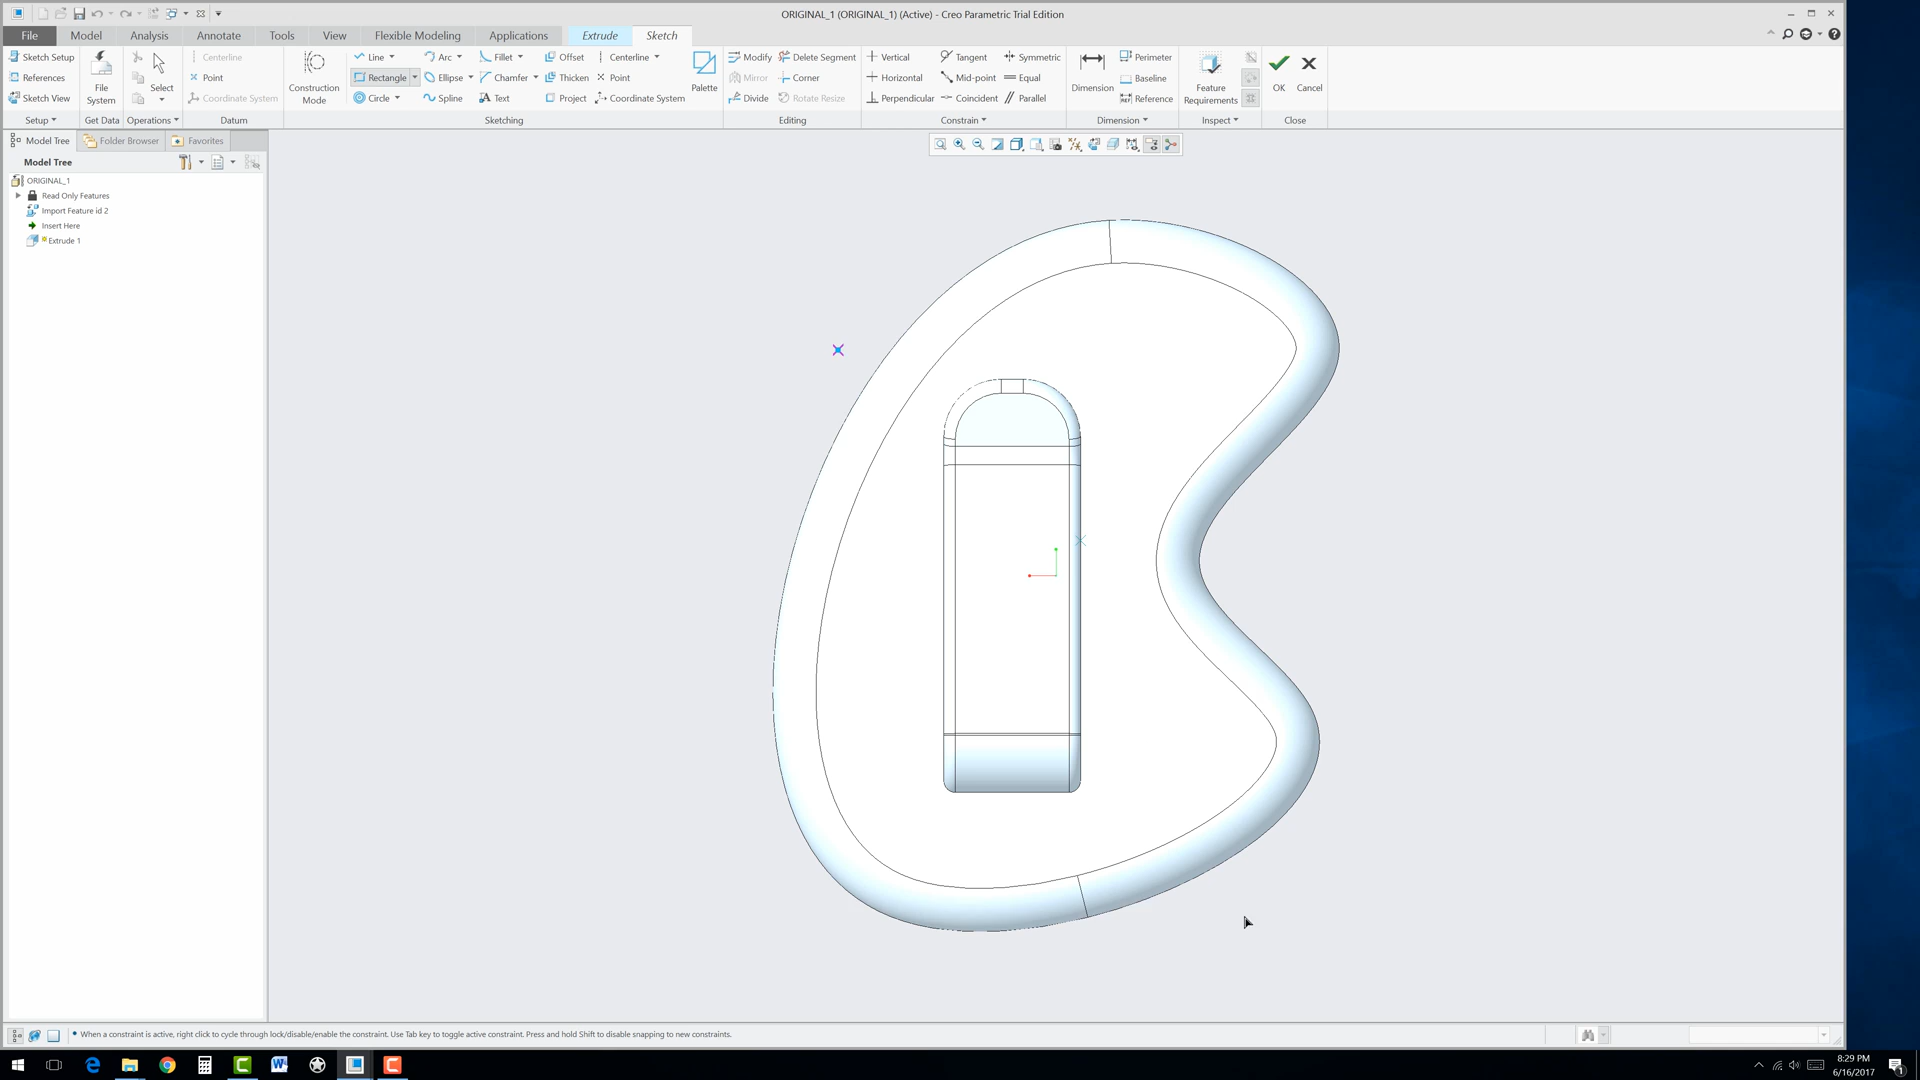 ORIGINAL_1 (ORIGINAL_1) (Active) - Creo Parametric Trial Edition
File Model Analysis Annotate Tools View Flexible Modeling Applications Extrude Sketch
Sketch Setup Centerline Line Arc Fillet Offset Centerline Modify Delete Segment Vertical Tangent Symmetric Perimeter
References Point Rectangle Ellipse Chamfer Thicken Point Mirror Corner Horizontal Mid-point Equal Baseline
File System Select Construction Mode Palette Dimension Feature Requirements OK Cancel
Sketch View Coordinate System Circle Spline Text Project Coordinate System Divide Rotate Resize Perpendicular Coincident Parallel Reference
Setup Get Data Operations Datum Sketching Editing Constrain Dimension Inspect Close
Model Tree Folder Browser Favorites
Model Tree
ORIGINAL_1
Read Only Features
Import Feature id 2
Insert Here
Extrude 1
When a constraint is active, right click to cycle through lock/disable/enable the constraint. Use Tab key to toggle active constraint. Press and hold Shift to disable snapping to new constraints.
8:29 PM
6/16/2017